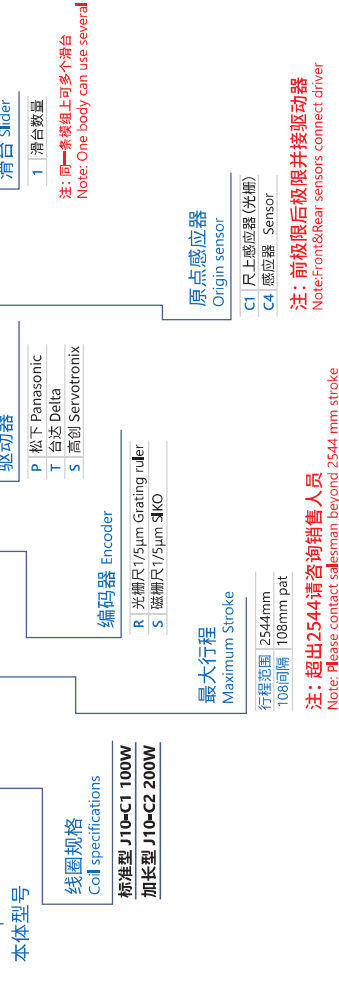 本体型号
线圈规格
Coil specifications
标准型 J10-C1 100W
加长型 J10-C2 200W
最大行程
Maximum Stroke
行程范围 2544mm
108间隔 108mm pat
注：超出2544请咨询销售人员
Note: Please contact salesman beyond 2544 mm stroke
编码器 Encoder
R 光栅尺1/5μm Grating ruler
S 磁栅尺1/5μm SIKO
驱动器
P 松下 Panasonic
T 台达 Delta
S 高创 Servotronix
原点感应器
Origin sensor
C1 尺上感应器(光栅)
C4 感应器 Sensor
注：前极限后极限并接驱动器
Note:Front&Rear sensors connect driver
滑台 Slider
1 滑台数量
注：同一条模组上可多个滑台
Note: One body can use several